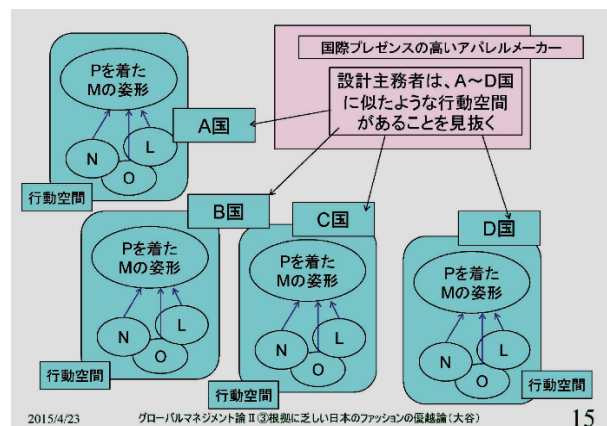 国際プレゼンスの高いアパレルメーカー
設計主務者は、A～D国
に似たような行動空間
があることを見抜く
Pを着た
Mの姿形
N
O
L
A国
行動空間
B国
Pを着た
Mの姿形
N
O
L
行動空間
C国
Pを着た
Mの姿形
N
O
L
行動空間
D国
Pを着た
Mの姿形
N
O
L
行動空間
2015/4/23
グローバルマネジメント論Ⅱ③根拠に乏しい日本のファッションの優越論(大谷)
15